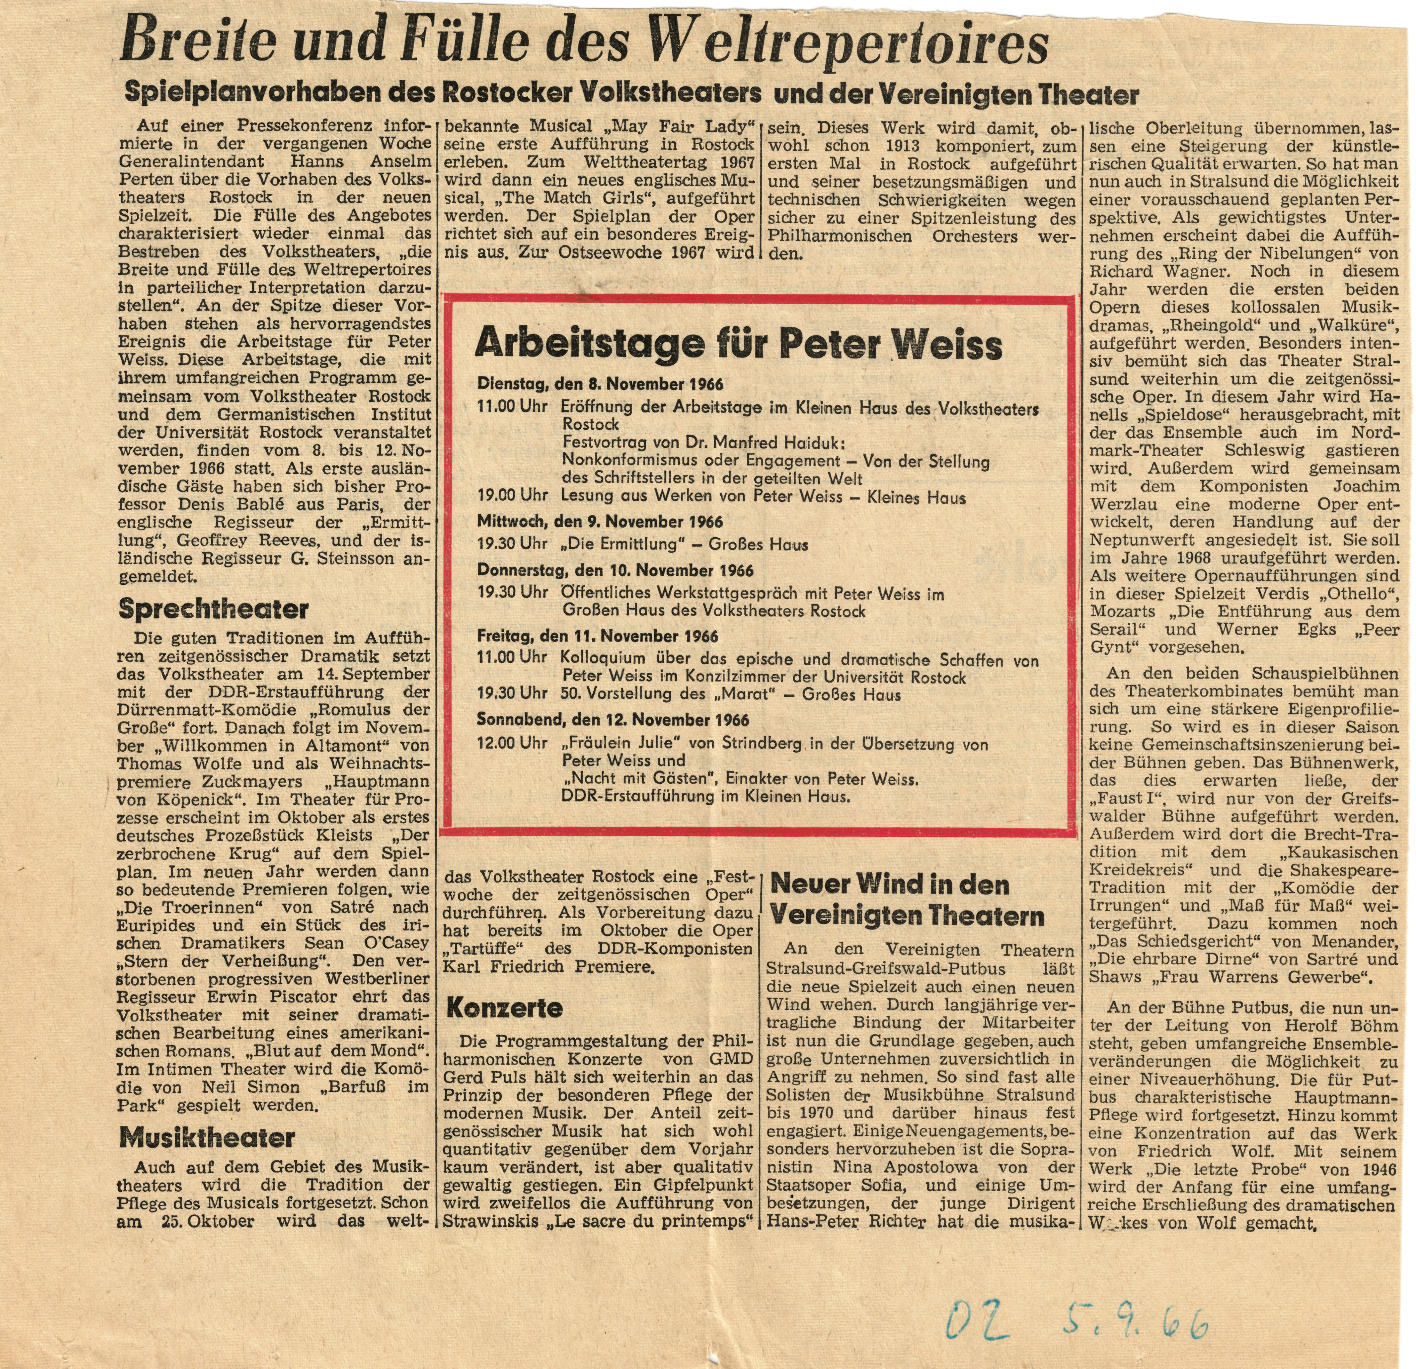 Breite und Fülle des Weltrepertoires
Spielplanvorhaben des Rostocker Volkstheaters und der Vereinigten Theater
Auf einer Pressekonferenz infor-
mierte in der vergangenen Woche
Generalintendant Hanns Anselm
Perten über die Vorhaben des Volks-
theaters Rostock in der neuen
Spielzeit. Die Fülle des Angebotes
charakterisiert wieder einmal das
Bestreben des Volkstheaters, „die
Breite und Fülle des Weltrepertoires
in parteilicher Interpretation darzu-
stellen“. An der Spitze dieser Vor-
haben stehen als hervorragendstes
Ereignis die Arbeitstage für Peter
Weiss. Diese Arbeitstage, die mit
ihrem umfangreichen Programm ge-
meinsam vom Volkstheater Rostock
und dem Germanistischen Institut
der Universität Rostock veranstaltet
werden, finden vom 8. bis 12. No-
vember 1966 statt. Als erste auslän-
dische Gäste haben sich bisher Pro-
fessor Denis Bablé aus Paris, der
englische Regisseur der „Ermitt-
lung“, Geoffrey Reeves, und der is-
ländische Regisseur G. Steinsson an-
gemeldet.
Sprechtheater
Die guten Traditionen im Auffüh-
ren zeitgenössischer Dramatik setzt
das Volkstheater am 14. September
mit der DDR-Erstaufführung der
Dürrenmatt-Komödie „Romulus der
Große“ fort. Danach folgt im Novem-
ber „Willkommen in Altamont“ von
Thomas Wolfe und als Weihnachts-
premiere Zuckmayers „Hauptmann
von Köpenick“. Im Theater für Pro-
zesse erscheint im Oktober als erstes
deutsches Prozeßstück Kleists „Der
zerbrochene Krug“ auf dem Spiel-
plan. Im neuen Jahr werden dann
so bedeutende Premieren folgen, wie
„Die Troerinnen“ von Satré nach
Euripides und ein Stück des iri-
schen Dramatikers Sean O'Casey
„Stern der Verheißung“. Den ver-
storbenen progressiven Westberliner
Regisseur Erwin Piscator ehrt das
Volkstheater mit seiner dramati-
schen Bearbeitung eines amerikani-
schen Romans. „Blut auf dem Mond“.
Im Intimen Theater wird die Komö-
die von Neil Simon „Barfuß im
Park“ gespielt werden.
Musiktheater
Auch auf dem Gebiet des Musik-
theaters wird die Tradition der
Pflege des Musicals fortgesetzt. Schon
am 25. Oktober wird das welt-
bekannte Musical „May Fair Lady“
seine erste Aufführung in Rostock
erleben. Zum Welttheatertag 1967
wird dann ein neues englisches Mu-
sical, „The Match Girls“, aufgeführt
werden. Der Spielplan der Oper
richtet sich auf ein besonderes Ereig-
nis aus. Zur Ostseewoche 1967 wird
das Volkstheater Rostock eine „Fest-
woche der zeitgenössischen Oper“
durchführen. Als Vorbereitung dazu
hat bereits im Oktober die Oper
„Tartüffe“ des DDR-Komponisten
Karl Friedrich Premiere.
Konzerte
Die Programmgestaltung der Phil-
harmonischen Konzerte von GMD
Gerd Puls hält sich weiterhin an das
Prinzip der besonderen Pflege der
modernen Musik. Der Anteil zeit-
genössischer Musik hat sich wohl
quantitativ gegenüber dem Vorjahr
kaum verändert, ist aber qualitativ
gewaltig gestiegen. Ein Gipfelpunkt
wird zweifellos die Aufführung von
Strawinskis „Le sacre du printemps“
sein. Dieses Werk wird damit, ob-
wohl schon 1913 komponiert, zum
ersten Mal in Rostock aufgeführt
und seiner besetzungsmäßigen und
technischen Schwierigkeiten wegen
sicher zu einer Spitzenleistung des
Philharmonischen Orchesters wer-
den.
Arbeitstage für Peter Weiss
Dienstag, den 8. November 1966
11.00 Uhr Eröffnung der Arbeitstage im Kleinen Haus des Volkstheaters
Rostock
Festvortrag von Dr. Manfred Haiduk:
Nonkonformismus oder Engagement – Von der Stellung
des Schriftstellers in der geteilten Welt
19.00 Uhr Lesung aus Werken von Peter Weiss – Kleines Haus
Mittwoch, den 9. November 1966
19.30 Uhr „Die Ermittlung“ – Großes Haus
Donnerstag, den 10. November 1966
19.30 Uhr Öffentliches Werkstattgespräch mit Peter Weiss im
Großen Haus des Volkstheaters Rostock
Freitag, den 11. November 1966
11.00 Uhr Kolloquium über das epische und dramatische Schaffen von
Peter Weiss im Konzilzimmer der Universität Rostock
19.30 Uhr 50. Vorstellung des „Marat“ – Großes Haus
Sonnabend, den 12. November 1966
12.00 Uhr „Fräulein Julie“ von Strindberg in der Übersetzung von
Peter Weiss und
„Nacht mit Gästen“, Einakter von Peter Weiss.
DDR-Erstaufführung im Kleinen Haus.
Neuer Wind in den
Vereinigten Theatern
An den Vereinigten Theatern
Stralsund-Greifswald-Putbus läßt
die neue Spielzeit auch einen neuen
Wind wehen. Durch langjährige ver-
tragliche Bindung der Mitarbeiter
ist nun die Grundlage gegeben, auch
große Unternehmen zuversichtlich in
Angriff zu nehmen. So sind fast alle
Solisten der Musikbühne Stralsund
bis 1970 und darüber hinaus fest
engagiert. Einige Neuengagements, be-
sonders hervorzuheben ist die Sopra-
nistin Nina Apostolowa von der
Staatsoper Sofia, und einige Um-
besetzungen, der junge Dirigent
Hans-Peter Richter hat die musika-
lische Oberleitung übernommen, las-
sen eine Steigerung der künstle-
rischen Qualität erwarten. So hat man
nun auch in Stralsund die Möglichkeit
einer vorausschauend geplanten Per-
spektive. Als gewichtigstes Unter-
nehmen erscheint dabei die Auffüh-
rung des „Ring der Nibelungen“ von
Richard Wagner. Noch in diesem
Jahr werden die ersten beiden
Opern dieses kollossalen Musik-
dramas, „Rheingold“ und „Walküre“,
aufgeführt werden. Besonders inten-
siv bemüht sich das Theater Stral-
sund weiterhin um die zeitgenössi-
sche Oper. In diesem Jahr wird Ha-
nells „Spieldose“ herausgebracht, mit
der das Ensemble auch im Nord-
mark-Theater Schleswig gastieren
wird. Außerdem wird gemeinsam
mit dem Komponisten Joachim
Werzlau eine moderne Oper ent-
wickelt, deren Handlung auf der
Neptunwerft angesiedelt ist. Sie soll
im Jahre 1968 uraufgeführt werden.
Als weitere Opernaufführungen sind
in dieser Spielzeit Verdis „Othello“,
Mozarts „Die Entführung aus dem
Serail“ und Werner Egks „Peer
Gynt“ vorgesehen.
An den beiden Schauspielbühnen
des Theaterkombinates bemüht man
sich um eine stärkere Eigenprofilie-
rung. So wird es in dieser Saison
keine Gemeinschaftsinszenierung bei-
der Bühnen geben. Das Bühnenwerk,
das dies erwarten ließe, der
„Faust I“, wird nur von der Greifs-
walder Bühne aufgeführt werden.
Außerdem wird dort die Brecht-Tra-
dition mit dem „Kaukasischen
Kreidekreis“ und die Shakespeare-
Tradition mit der „Komödie der
Irrungen“ und „Maß für Maß“ wei-
tergeführt. Dazu kommen noch
„Das Schiedsgericht“ von Menander,
„Die ehrbare Dirne“ von Sartré und
Shaws „Frau Warrens Gewerbe“.
An der Bühne Putbus, die nun un-
ter der Leitung von Herolf Böhm
steht, geben umfangreiche Ensemble-
veränderungen die Möglichkeit zu
einer Niveauerhöhung. Die für Put-
bus charakteristische Hauptmann-
Pflege wird fortgesetzt. Hinzu kommt
eine Konzentration auf das Werk
von Friedrich Wolf. Mit seinem
Werk „Die letzte Probe“ von 1946
wird der Anfang für eine umfang-
reiche Erschließung des dramatischen
Werkes von Wolf gemacht.
OZ 5.9.66